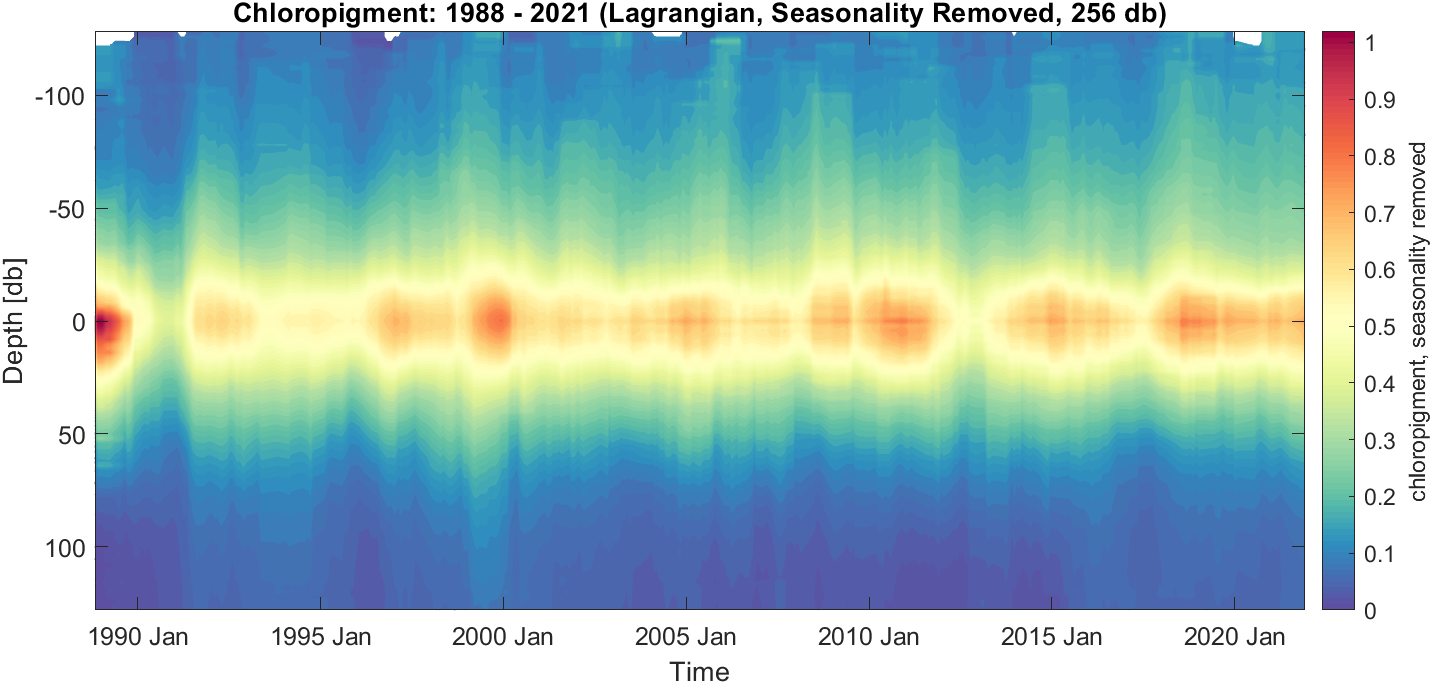 Chloropigment: 1988 - 2021 (Lagrangian, Seasonality Removed, 256 db)
-100
-50
0
50
100
Depth [db]
1990 Jan
1995 Jan
2000 Jan
2005 Jan
2010 Jan
2015 Jan
2020 Jan
Time
1
0.9
0.8
0.7
0.6
0.5
0.4
0.3
0.2
0.1
0
chloropigment, seasonality removed